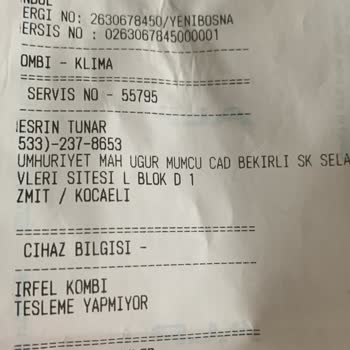 ERGI NO: 2630678450/YENIBOSNA
ERSIS NO : 0263067845000001
OMBI - KLIMA
SERVIS NO - 55795
ESRIN TUNAR
533)-237-8653
UMHURIYET MAH UGUR MUMCU CAD BEKIRLI SK SELA
VLERI SITESI L BLOK D 1
ZMIT / KOCAELI
CIHAZ BILGISI -
IRFEL KOMBI
TESLEME YAPMIYOR